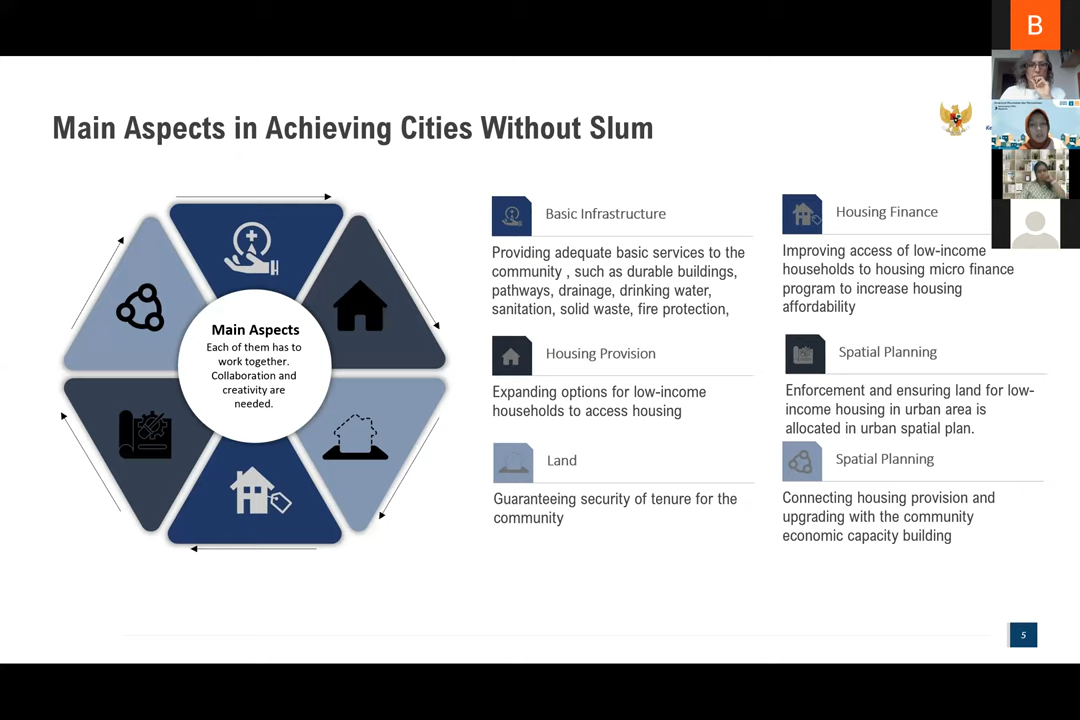 B
Main Aspects in Achieving Cities Without Slum
Main Aspects
Each of them has to
work together.
Collaboration and
creativity are
needed.
Basic Infrastructure
Providing adequate basic services to the
community , such as durable buildings,
pathways, drainage, drinking water,
sanitation, solid waste, fire protection,
Housing Provision
Expanding options for low-income
households to access housing
Land
Guaranteeing security of tenure for the
community
Housing Finance
Improving access of low-income
households to housing micro finance
program to increase housing
affordability
Spatial Planning
Enforcement and ensuring land for low-
income housing in urban area is
allocated in urban spatial plan.
Spatial Planning
Connecting housing provision and
upgrading with the community
economic capacity building
5